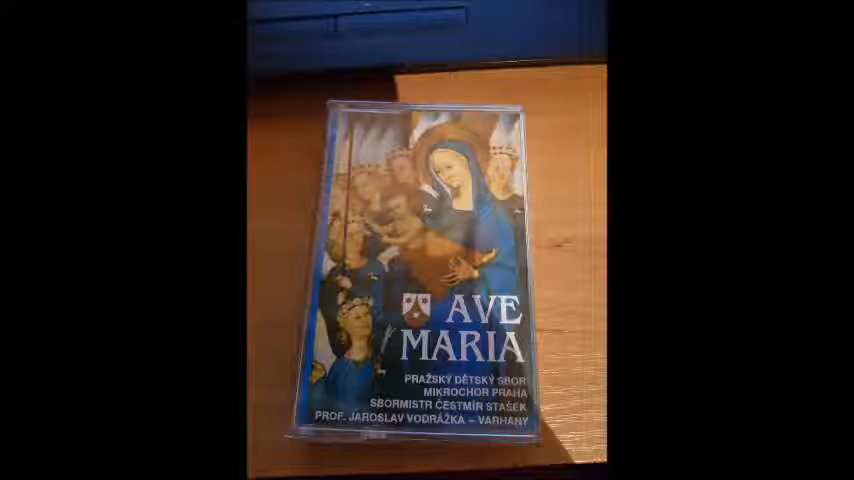 AVE
MARIA
PRAŽSKÝ DĚTSKÝ SBOR
MIKROCHOR PRAHA
SBORMISTR ČESTMÍR STAŠEK
PROF. JAROSLAV VODRÁŽKA – VARHANY